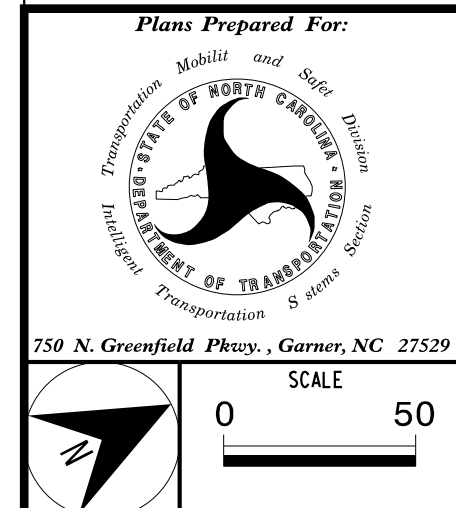 Plans Prepared For:
Transportation Mobilit and Safet Division
STATE OF NORTH CAROLINA
DEPARTMENT OF TRANSPORTATION
Intelligent Transportation S stems Section
750 N. Greenfield Pkwy. , Garner, NC 27529
N
SCALE
0 50